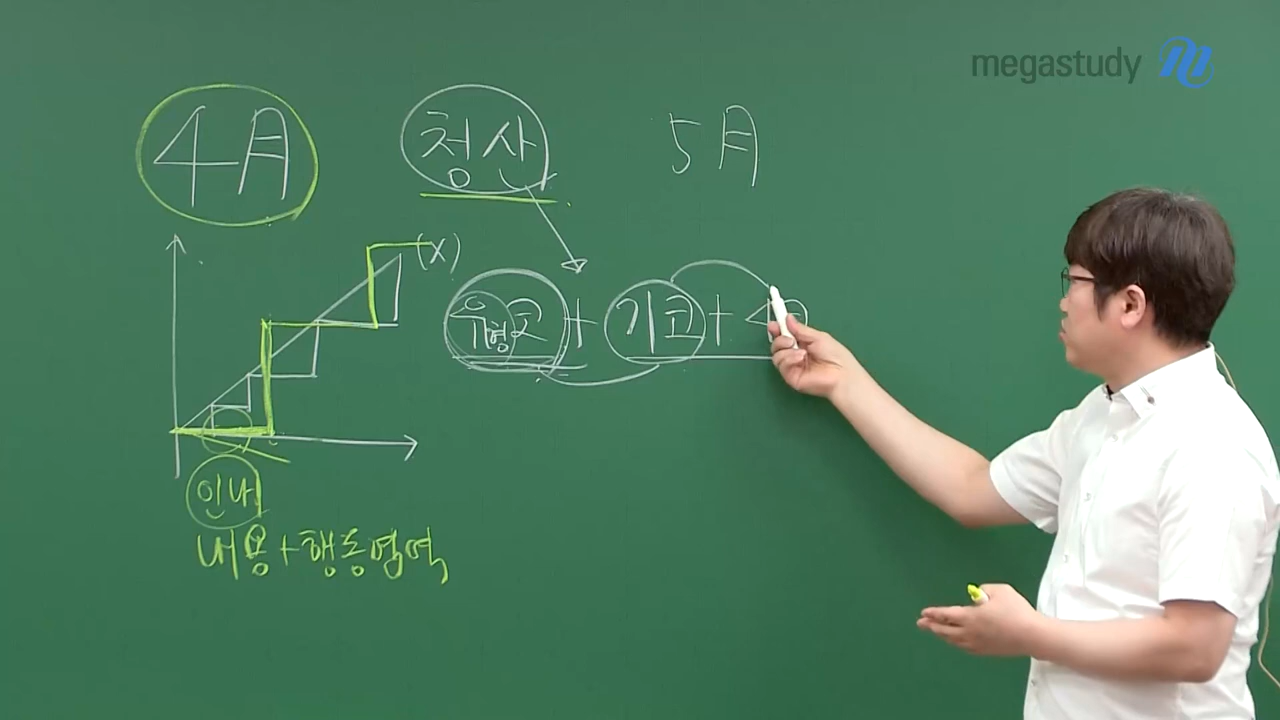 megastudy
4月 청산 5月
(X)
유형 + 기코 +
인내
내용+행동영역